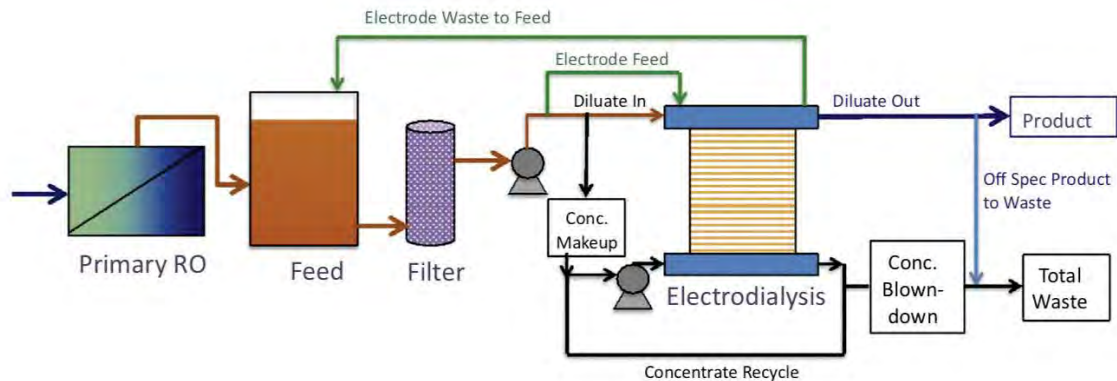 Electrode Waste to Feed
Electrode Feed
Diluate In
Diluate Out
Product
Off Spec Product
to Waste
Conc.
Makeup
Primary RO
Feed
Filter
Electrodialysis
Conc.
Blown-
down
Total
Waste
Concentrate Recycle